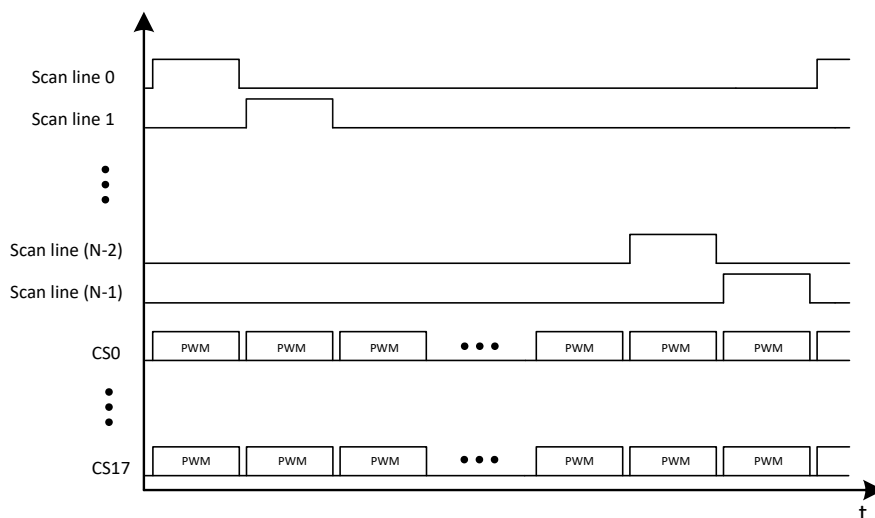 Scan line 0
Scan line 1
Scan line (N-2)
Scan line (N-1)
CS0 PWM PWM PWM PWM PWM PWM
CS17 PWM PWM PWM PWM PWM PWM
t